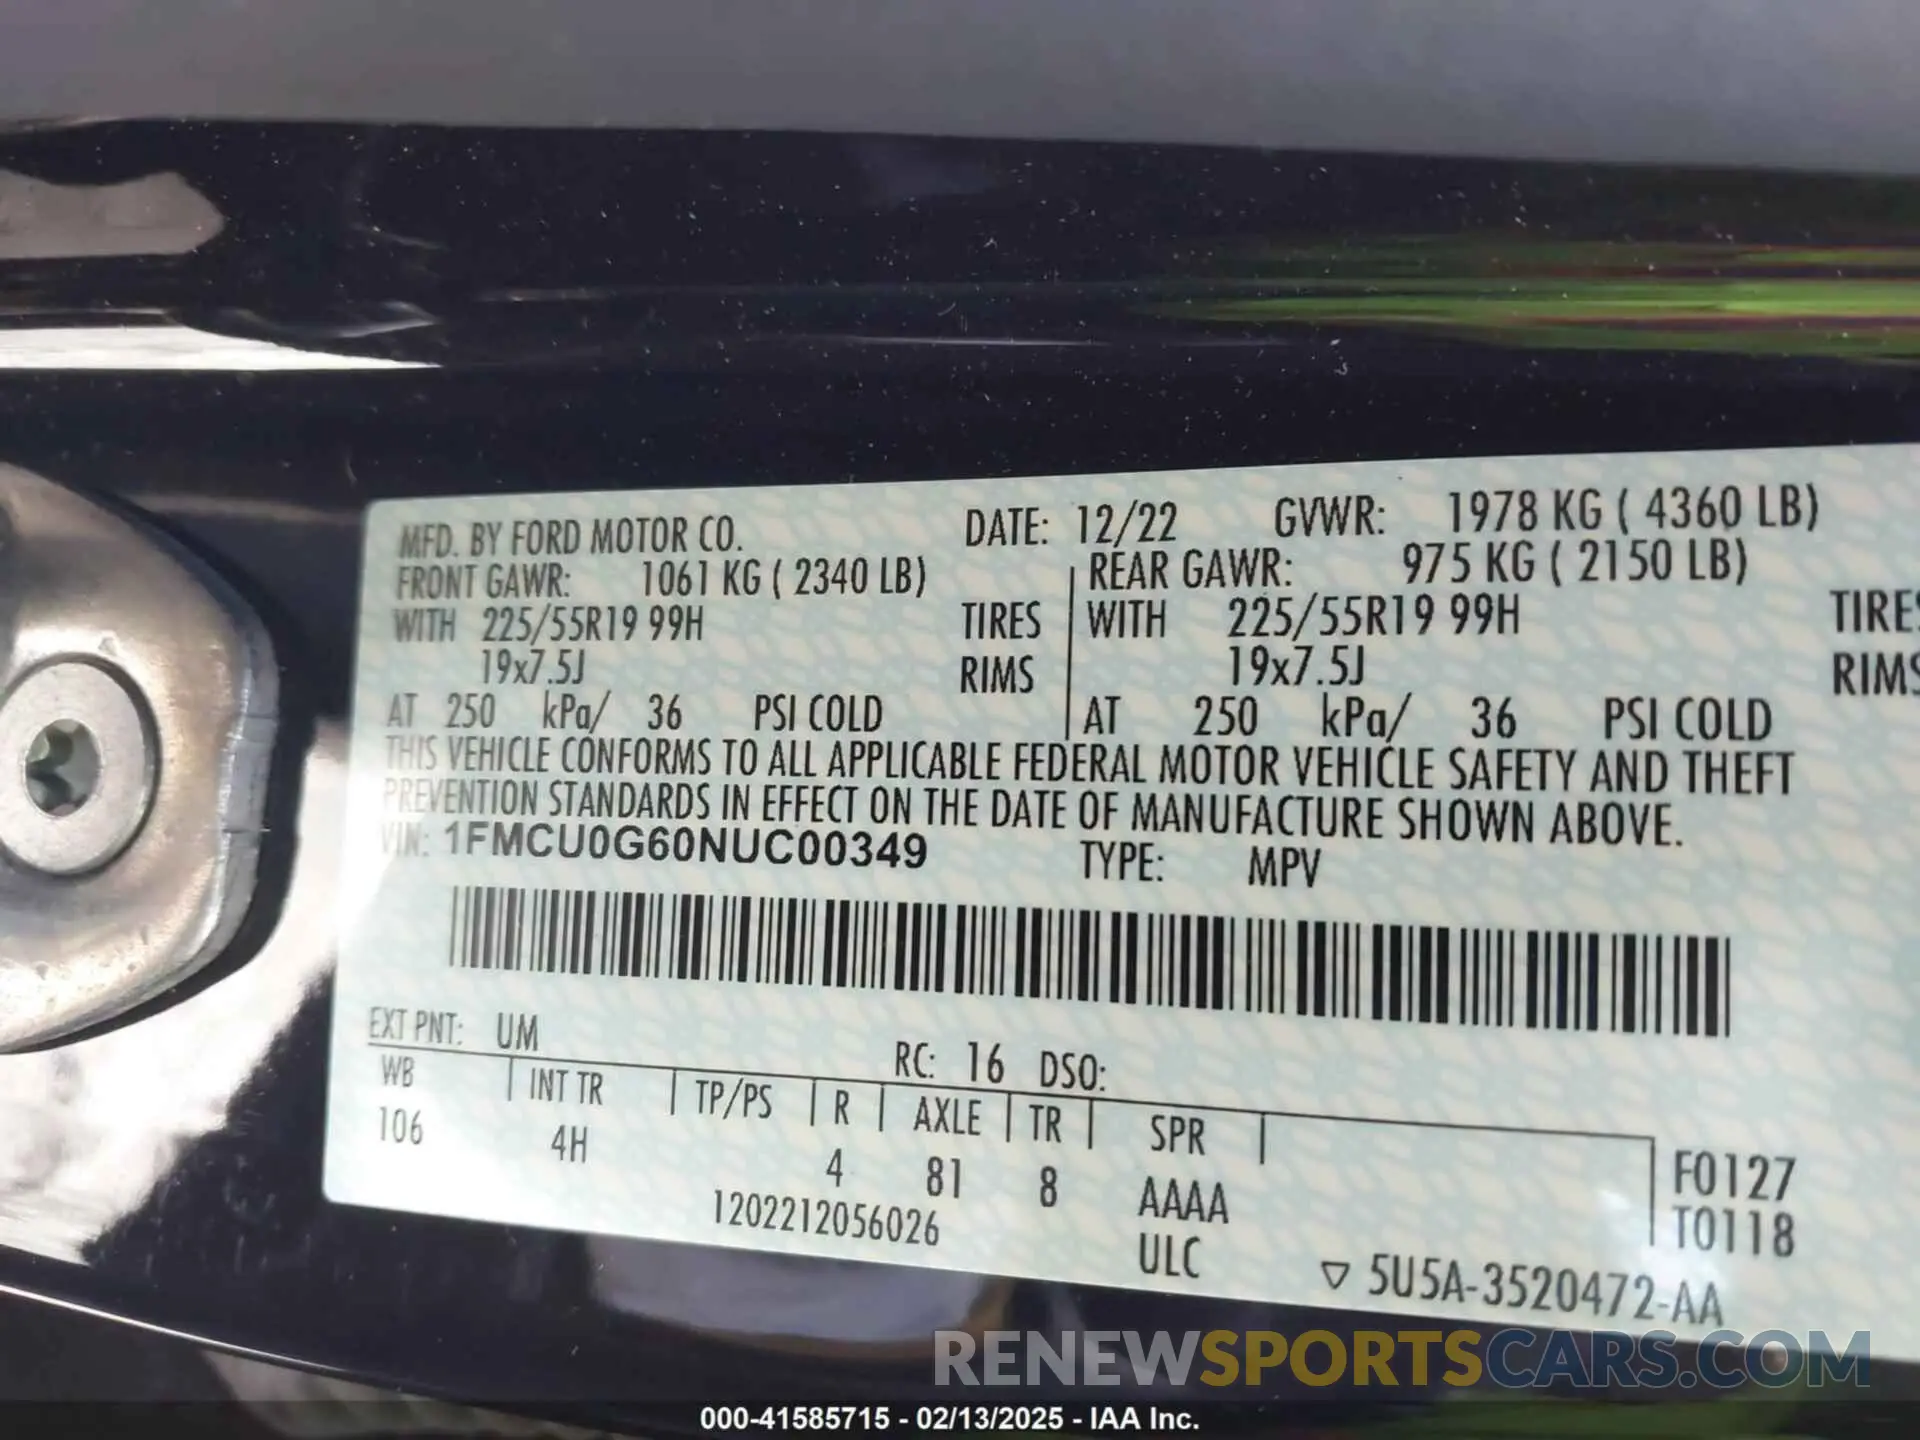 MFD. BY FORD MOTOR CO. DATE: 12/22 GVWR: 1978 KG ( 4360 LB)
FRONT GAWR: 1061 KG ( 2340 LB) REAR GAWR: 975 KG ( 2150 LB)
WITH 225/55R19 99H TIRES WITH 225/55R19 99H TIRES
19x7.5J RIMS 19x7.5J RIMS
AT 250 kPa/ 36 PSI COLD AT 250 kPa/ 36 PSI COLD
THIS VEHICLE CONFORMS TO ALL APPLICABLE FEDERAL MOTOR VEHICLE SAFETY AND THEFT
PREVENTION STANDARDS IN EFFECT ON THE DATE OF MANUFACTURE SHOWN ABOVE.
VIN: 1FMCU0G60NUC00349 TYPE: MPV
EXT PNT: UM RC: 16 DSO:
WB INT TR TP/PS R AXLE TR SPR
106 4H 4 81 8 AAAA F0127
1202212056026 ULC T0118
▽ 5U5A-3520472-AA
RENEWSPORTSCARS.COM
000-41585715 - 02/13/2025 - IAA Inc.